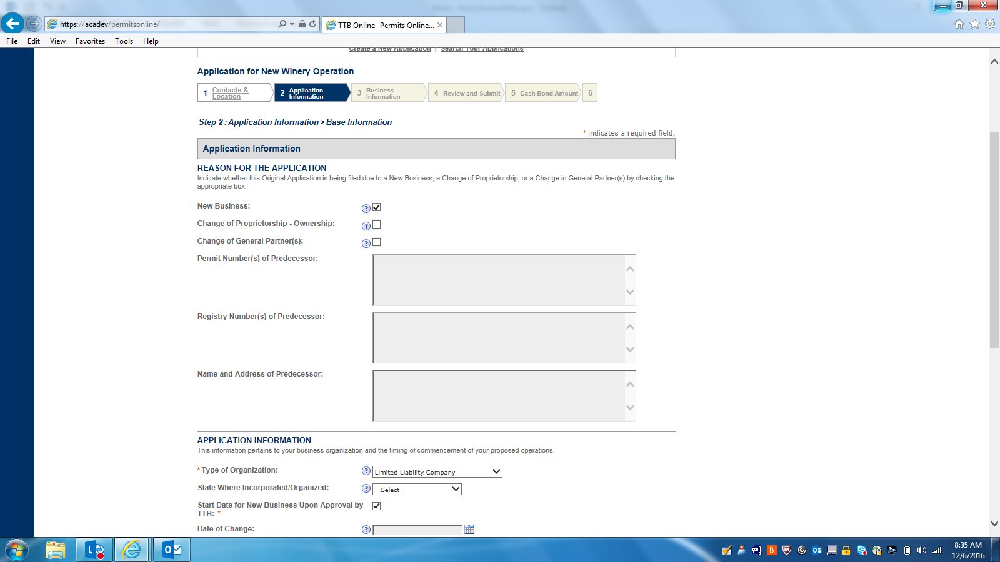 https://acadev/permitsonline/
TTB Online- Permits Online...
File Edit View Favorites Tools Help
Create a New Application | Search Your Applications
Application for New Winery Operation
1 Contacts & Location
2 Application Information
3 Business Information
4 Review and Submit
5 Cash Bond Amount
6
Step 2 : Application Information > Base Information
* indicates a required field.
Application Information
REASON FOR THE APPLICATION
Indicate whether this Original Application is being filed due to a New Business, a Change of Proprietorship, or a Change in General Partner(s) by checking the
appropriate box.
New Business: ?
Change of Proprietorship - Ownership: ?
Change of General Partner(s): ?
Permit Number(s) of Predecessor:
Registry Number(s) of Predecessor:
Name and Address of Predecessor:
APPLICATION INFORMATION
This information pertains to your business organization and the timing of commencement of your proposed operations.
* Type of Organization: ? Limited Liability Company
State Where Incorporated/Organized: ? --Select--
Start Date for New Business Upon Approval by
TTB: *
Date of Change: ?
8:35 AM
12/6/2016